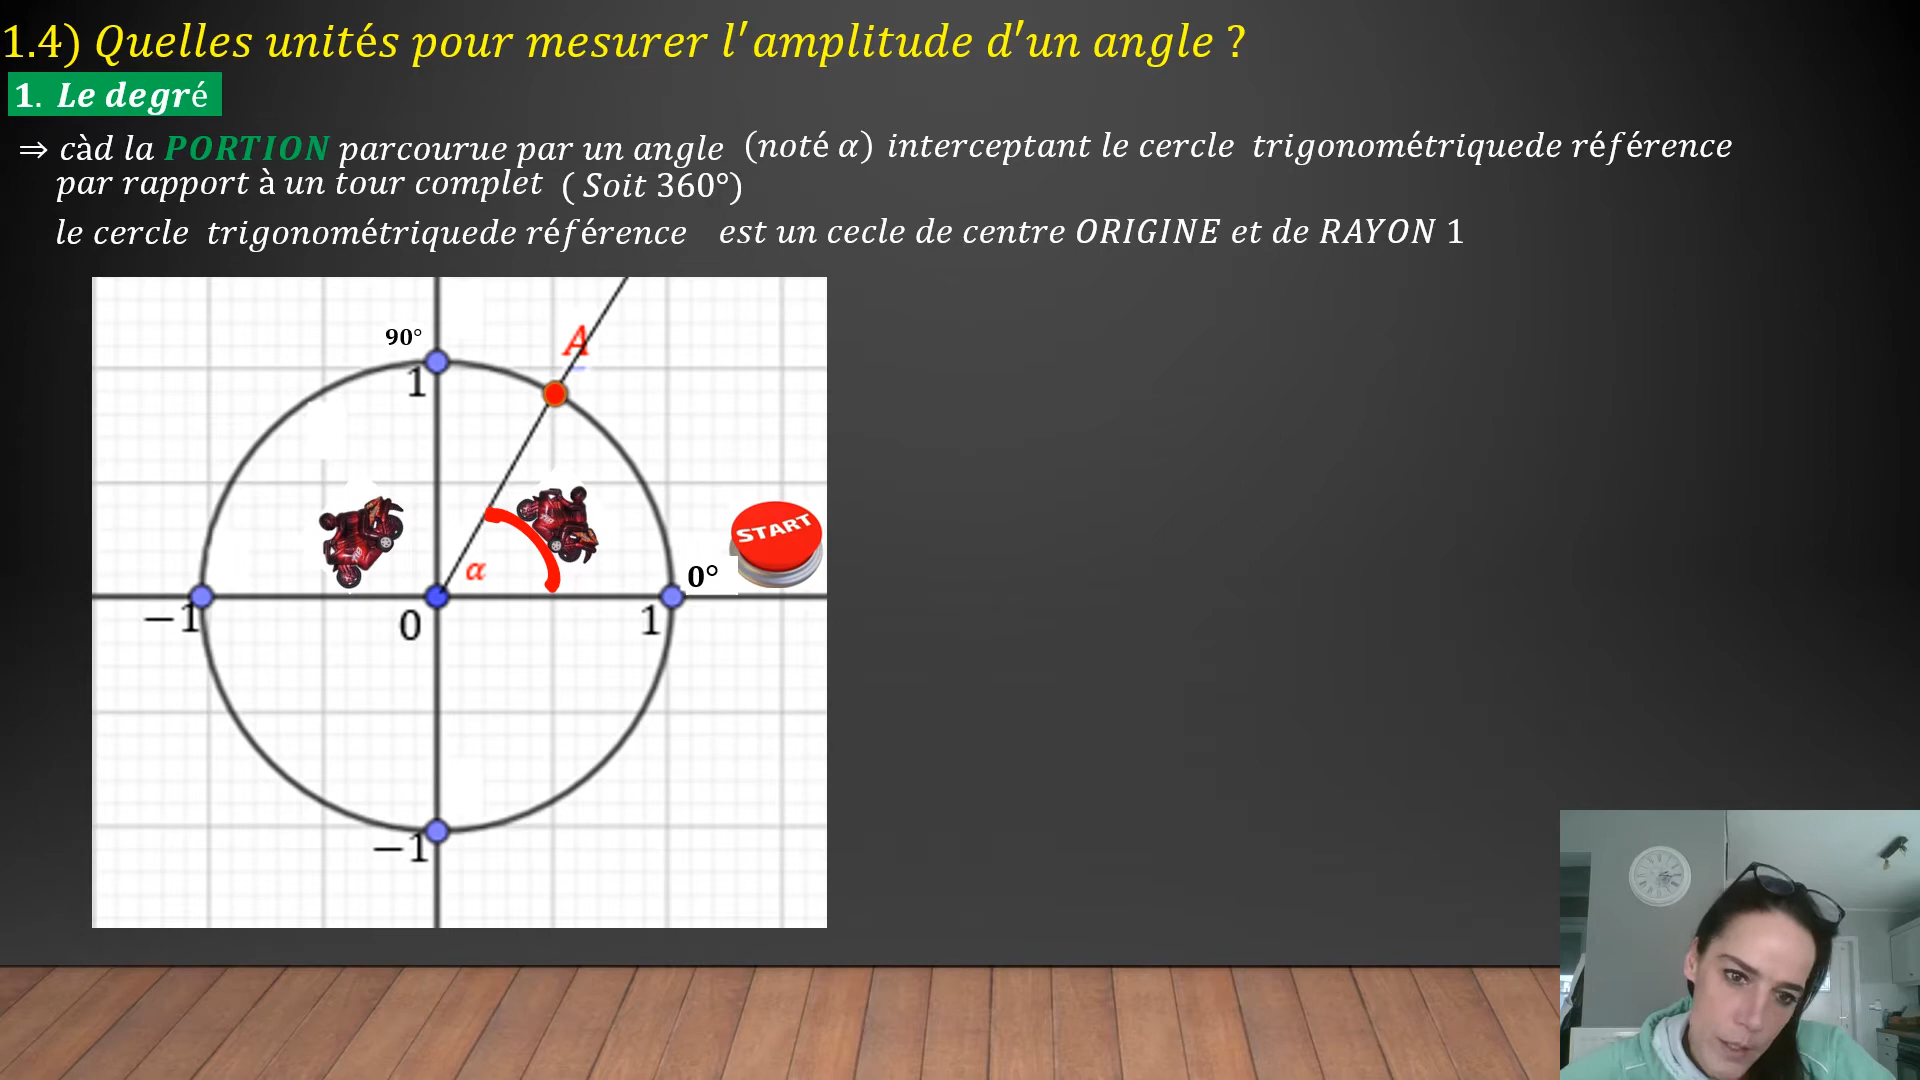 1.4) Quelles unités pour mesurer l'amplitude d'un angle ?
1. Le degré
⇒ càd la PORTION parcourue par un angle (noté α) interceptant le cercle trigonométriquede référence
par rapport à un tour complet ( Soit 360°)
le cercle trigonométriquede référence est un cecle de centre ORIGINE et de RAYON 1
90°
A
1
START
α
0°
−1
0
1
−1